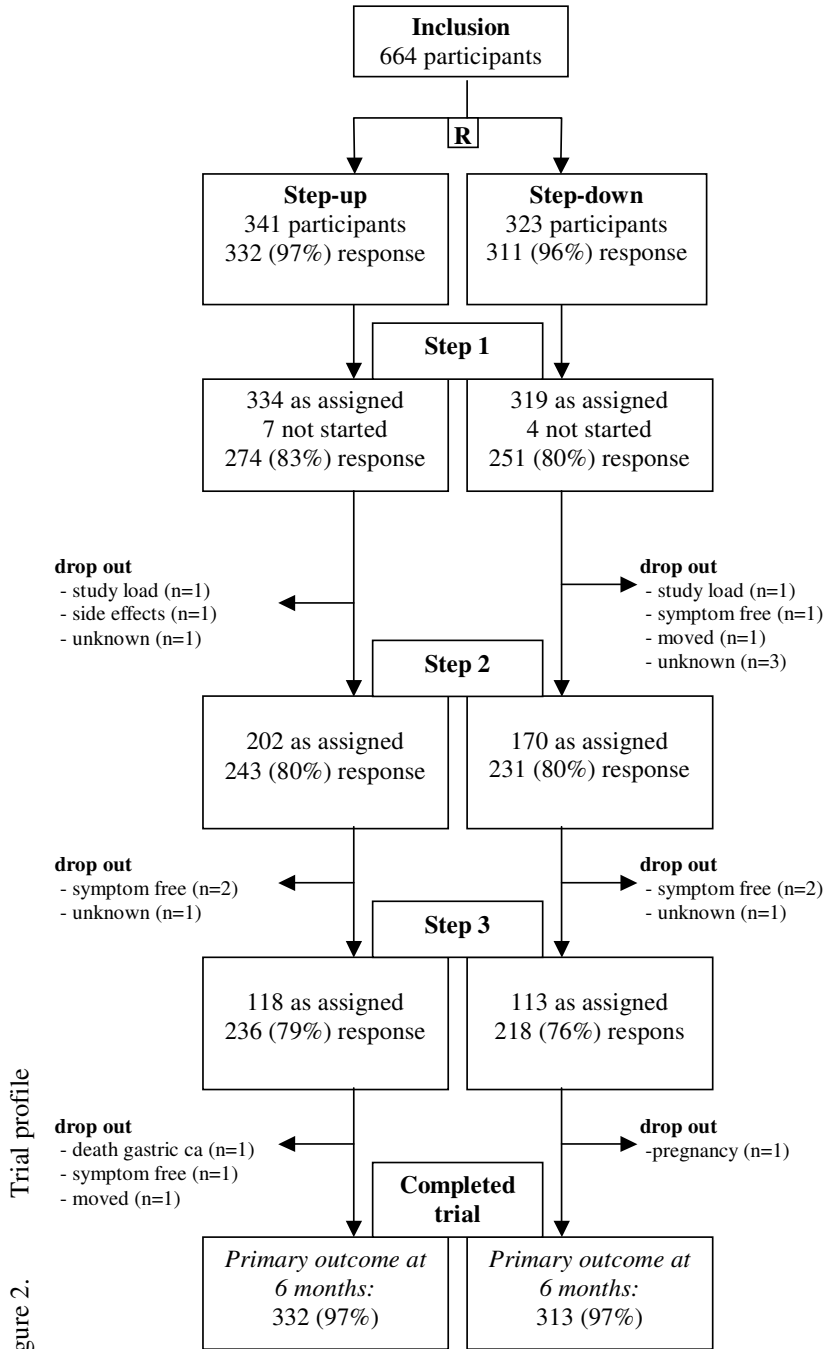 Inclusion
664 participants
R
Step-up
341 participants
332 (97%) response
Step-down
323 participants
311 (96%) response
Step 1
334 as assigned
7 not started
274 (83%) response
319 as assigned
4 not started
251 (80%) response
drop out
- study load (n=1)
- side effects (n=1)
- unknown (n=1)
drop out
- study load (n=1)
- symptom free (n=1)
- moved (n=1)
- unknown (n=3)
Step 2
202 as assigned
243 (80%) response
170 as assigned
231 (80%) response
drop out
- symptom free (n=2)
- unknown (n=1)
drop out
- symptom free (n=2)
- unknown (n=1)
Step 3
118 as assigned
236 (79%) response
113 as assigned
218 (76%) respons
drop out
- death gastric ca (n=1)
- symptom free (n=1)
- moved (n=1)
drop out
-pregnancy (n=1)
Completed
trial
Primary outcome at
6 months:
332 (97%)
Primary outcome at
6 months:
313 (97%)
gure 2. Trial profile